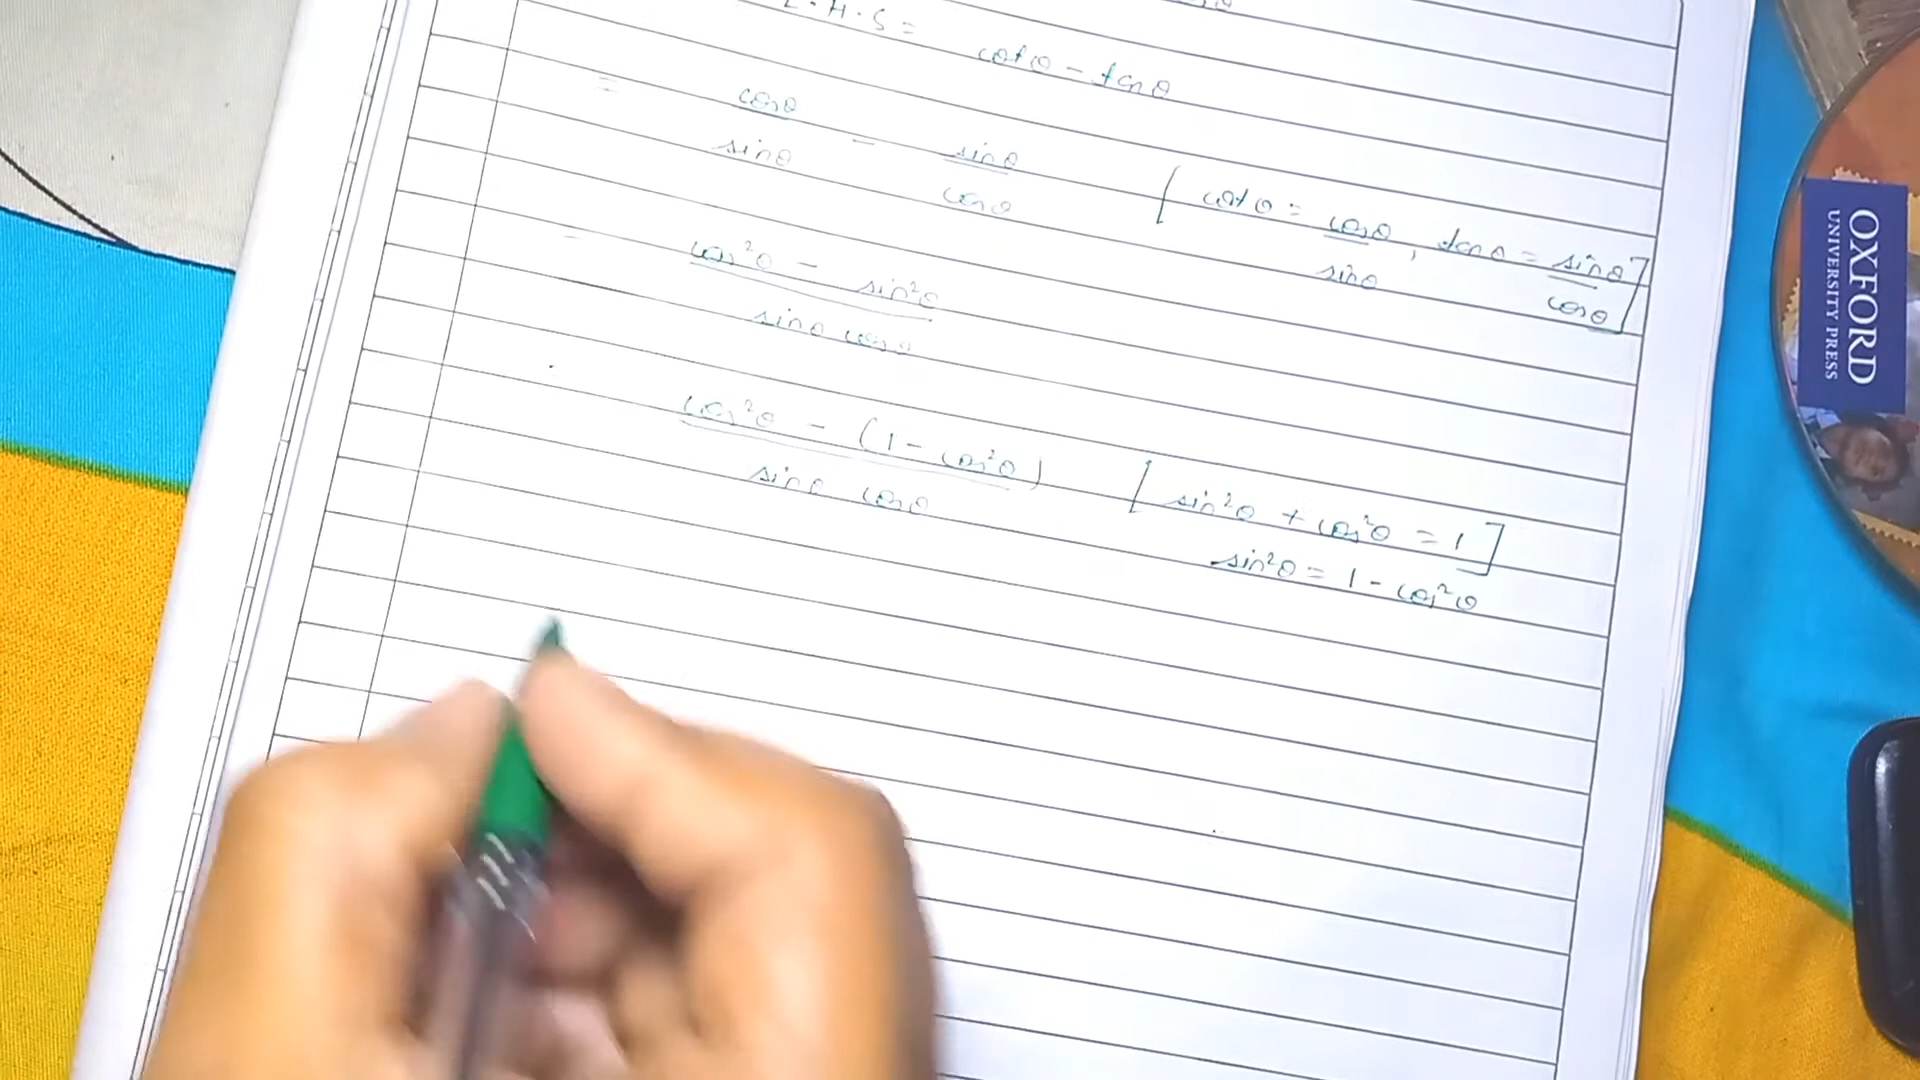 L.H.S = cotθ - tanθ
= cosθ/sinθ - sinθ/cosθ [cotθ = cosθ/sinθ, tanθ = sinθ/cosθ]
= cos²θ - sin²θ / sinθ cosθ
cos²θ - (1 - cos²θ) / sinθ cosθ [sin²θ + cos²θ = 1]
sin²θ = 1 - cos²θ
OXFORD
UNIVERSITY PRESS